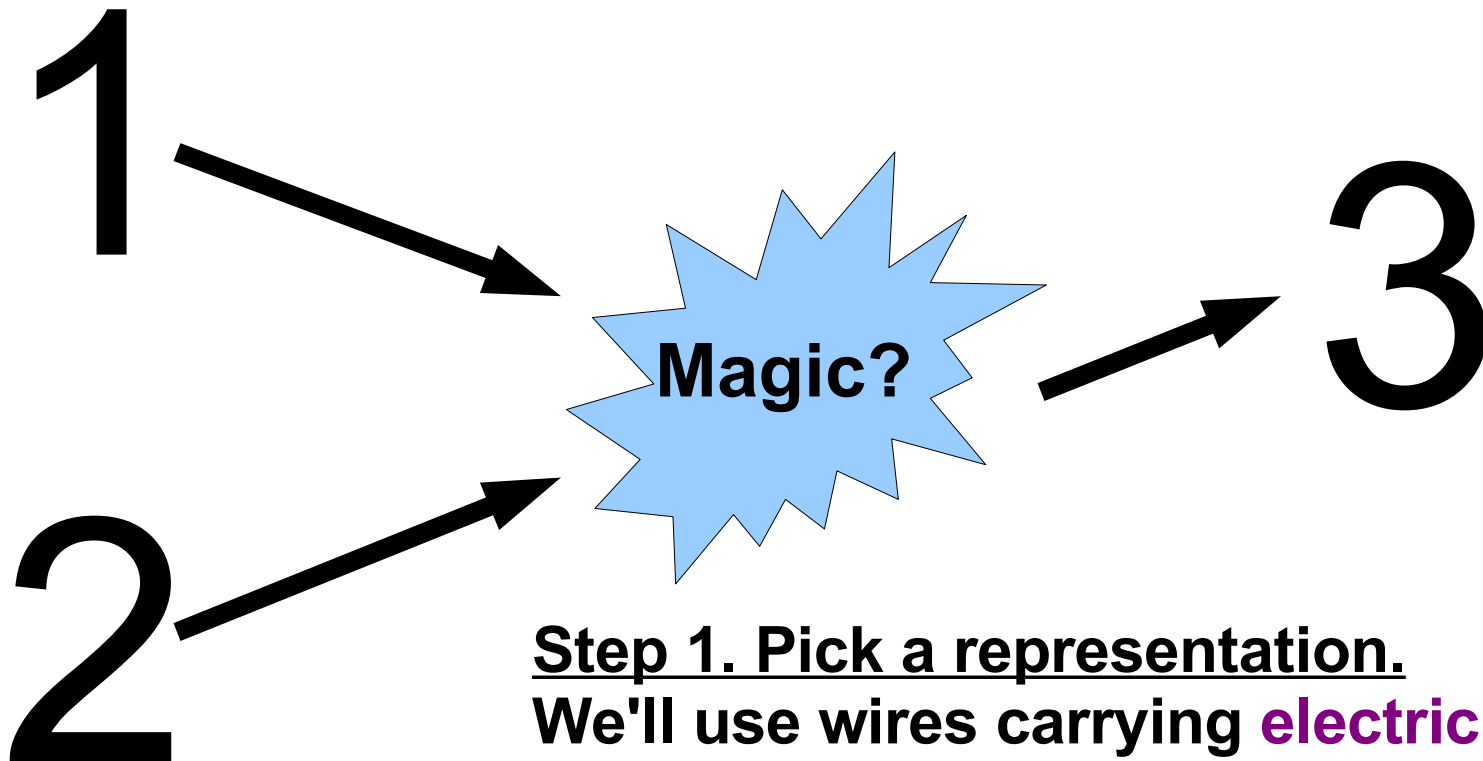 1
Magic?
3
2
Step 1. Pick a representation.
We'll use wires carrying electric